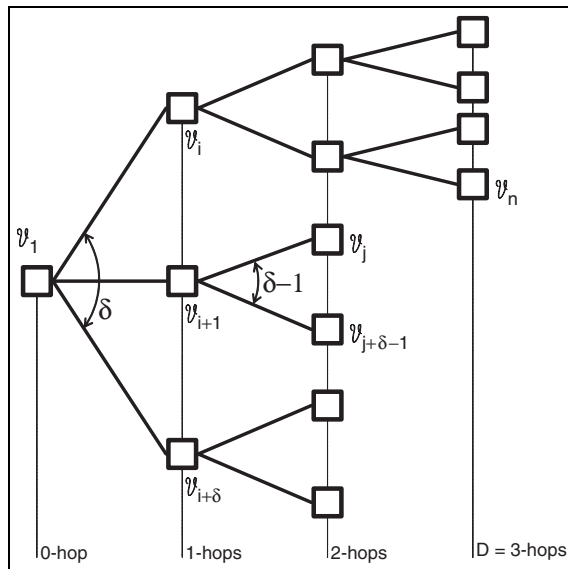 𝓋i
𝓋n
𝓋1
𝓋j
δ
δ–1
𝓋i+1
𝓋j+δ–1
𝓋i+δ
0-hop
1-hops
2-hops
D = 3-hops